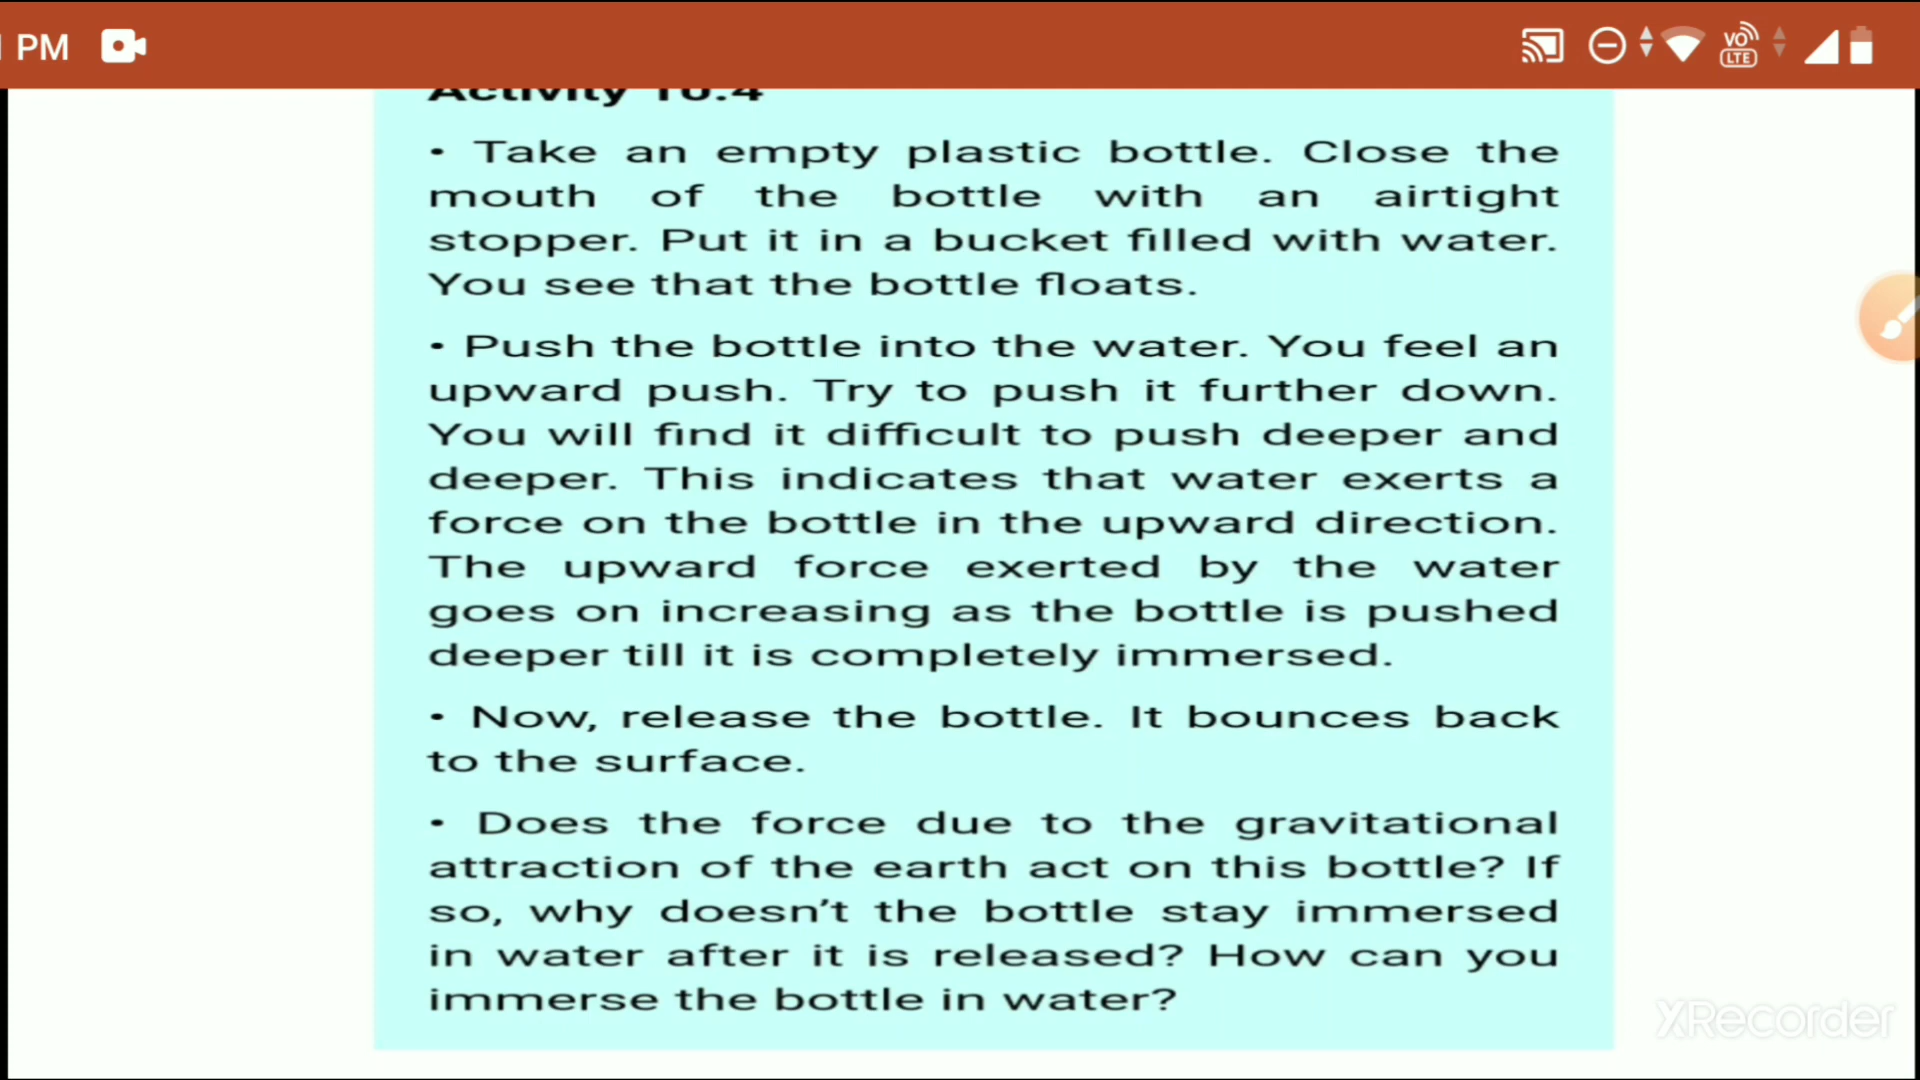 PM
VO
LTE
Activity 10.4
• Take an empty plastic bottle. Close the
mouth of the bottle with an airtight
stopper. Put it in a bucket filled with water.
You see that the bottle floats.
• Push the bottle into the water. You feel an
upward push. Try to push it further down.
You will find it difficult to push deeper and
deeper. This indicates that water exerts a
force on the bottle in the upward direction.
The upward force exerted by the water
goes on increasing as the bottle is pushed
deeper till it is completely immersed.
• Now, release the bottle. It bounces back
to the surface.
• Does the force due to the gravitational
attraction of the earth act on this bottle? If
so, why doesn’t the bottle stay immersed
in water after it is released? How can you
immerse the bottle in water?
XRecorder